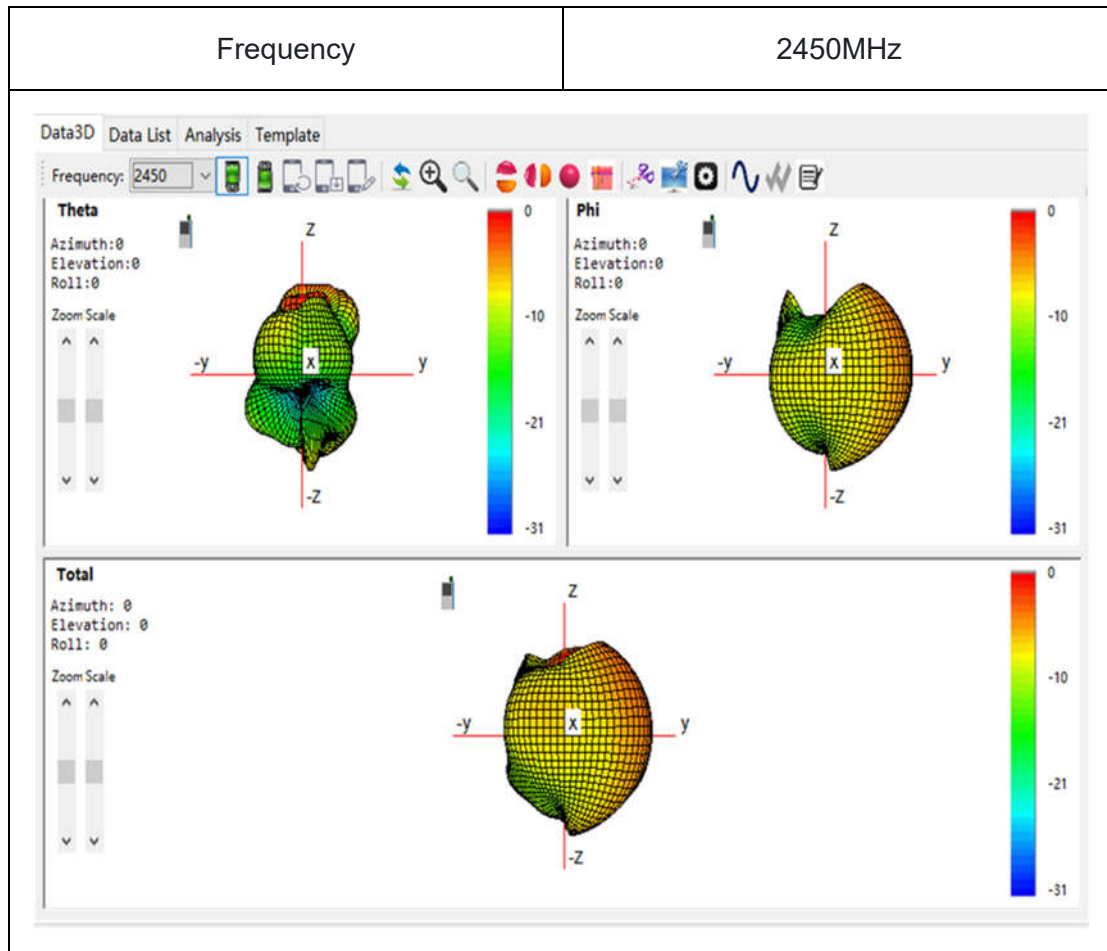 Frequency 2450MHz
Data3D Data List Analysis Template
Frequency: 2450
Theta
Azimuth:0
Elevation:0
Roll:0
Zoom Scale
Z
-y
X
y
-Z
0
-10
-21
-31
Phi
Azimuth:0
Elevation:0
Roll:0
Zoom Scale
Z
-y
X
y
-Z
0
-10
-21
-31
Total
Azimuth: 0
Elevation: 0
Roll: 0
Zoom Scale
Z
-y
X
y
-Z
0
-10
-21
-31